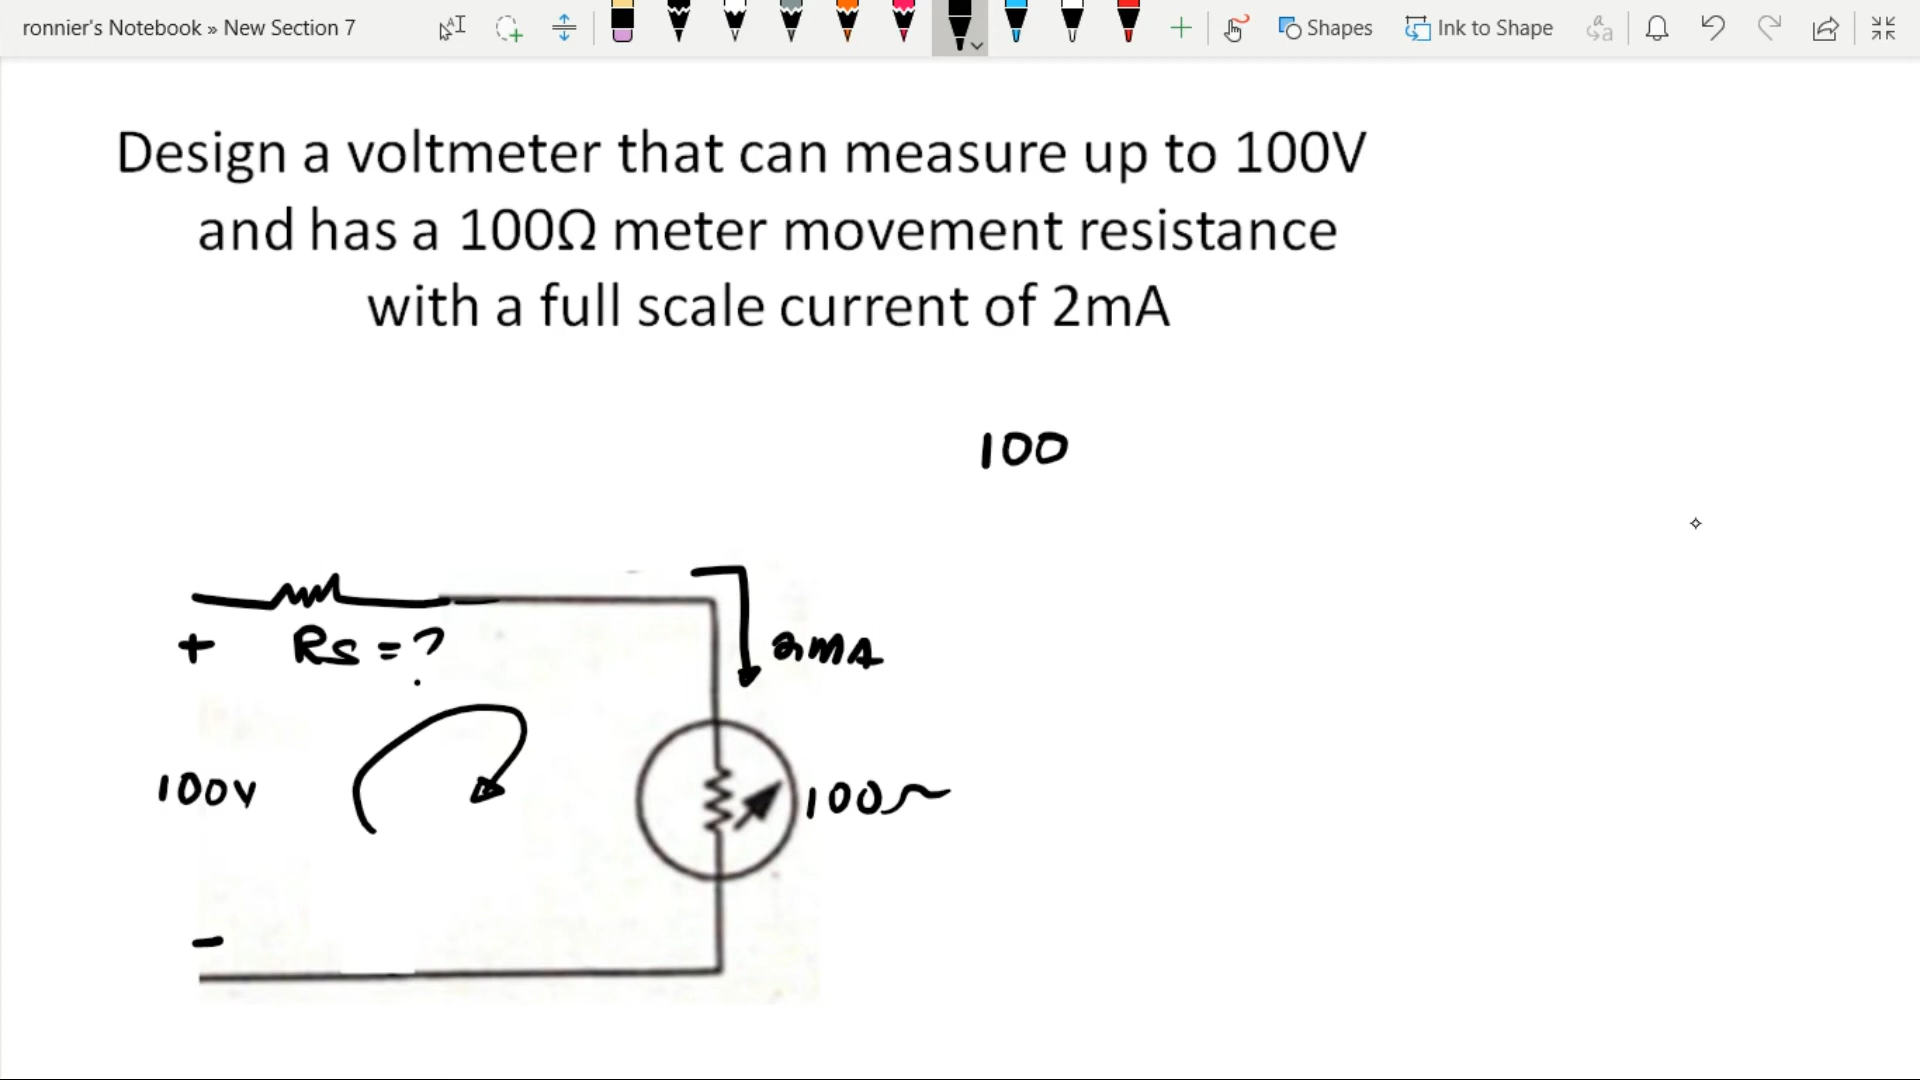 ronnier's Notebook » New Section 7
Shapes
Ink to Shape
Design a voltmeter that can measure up to 100V
and has a 100Ω meter movement resistance
with a full scale current of 2mA
100
+ Rs = ?
2mA
100v
100Ω
-